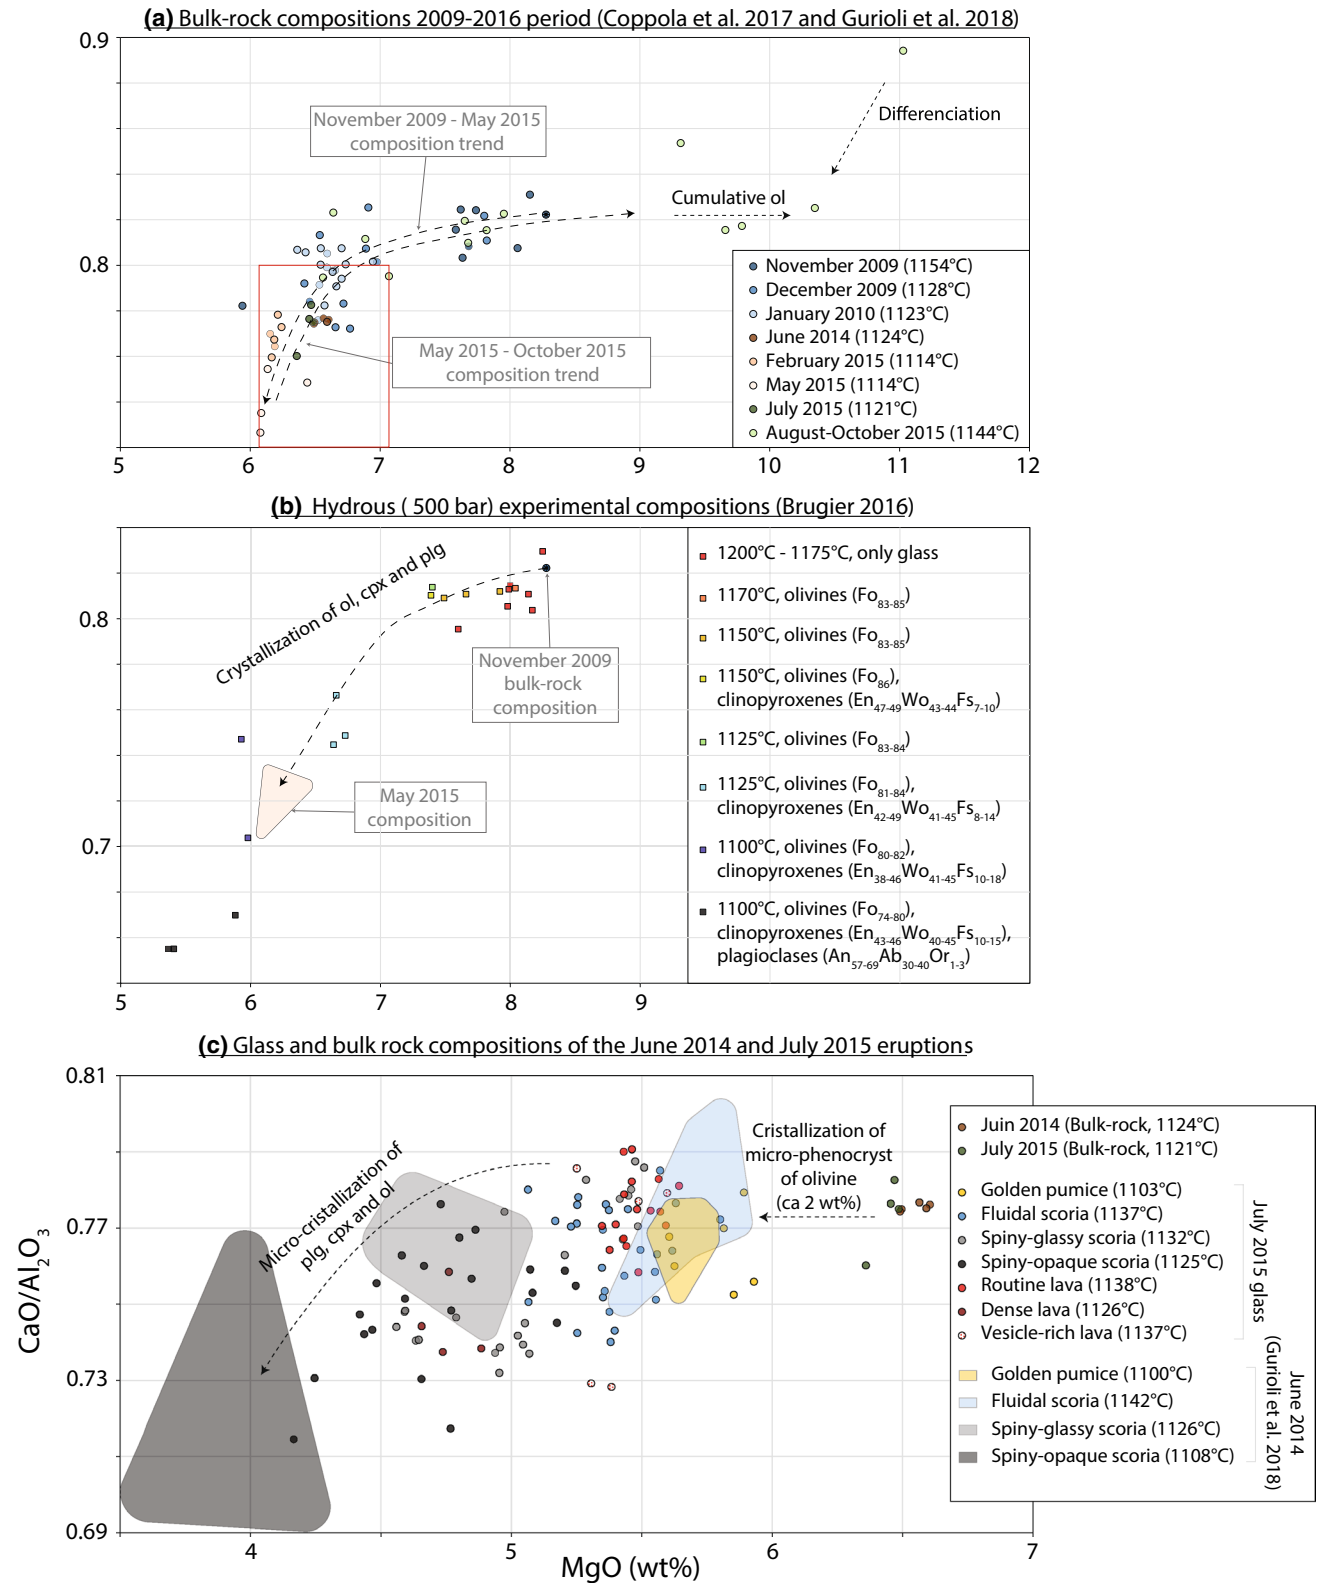 (a) Bulk-rock compositions 2009-2016 period (Coppola et al. 2017 and Gurioli et al. 2018)
0.9
0.8
November 2009 - May 2015
composition trend
Differenciation
Cumulative ol
May 2015 - October 2015
composition trend
November 2009 (1154°C)
December 2009 (1128°C)
January 2010 (1123°C)
June 2014 (1124°C)
February 2015 (1114°C)
May 2015 (1114°C)
July 2015 (1121°C)
August-October 2015 (1144°C)
5 6 7 8 9 10 11 12
(b) Hydrous ( 500 bar) experimental compositions (Brugier 2016)
0.8
0.7
Crystallization of ol, cpx and plg
November 2009
bulk-rock
composition
May 2015
composition
1200°C - 1175°C, only glass
1170°C, olivines (Fo83-85)
1150°C, olivines (Fo83-85)
1150°C, olivines (Fo86),
clinopyroxenes (En47-49Wo43-44Fs7-10)
1125°C, olivines (Fo83-84)
1125°C, olivines (Fo81-84),
clinopyroxenes (En42-49Wo41-45Fs8-14)
1100°C, olivines (Fo80-82),
clinopyroxenes (En38-46Wo41-45Fs10-18)
1100°C, olivines (Fo74-80),
clinopyroxenes (En43-46Wo40-45Fs10-15),
plagioclases (An57-69Ab30-40Or1-3)
5 6 7 8 9
(c) Glass and bulk rock compositions of the June 2014 and July 2015 eruptions
0.81
0.77
0.73
0.69
CaO/Al2O3
Micro-cristallization of
plg, cpx and ol
Cristallization of
micro-phenocryst
of olivine
(ca 2 wt%)
Juin 2014 (Bulk-rock, 1124°C)
July 2015 (Bulk-rock, 1121°C)
Golden pumice (1103°C)
Fluidal scoria (1137°C)
Spiny-glassy scoria (1132°C)
Spiny-opaque scoria (1125°C)
Routine lava (1138°C)
Dense lava (1126°C)
Vesicle-rich lava (1137°C)
July 2015 glass
Golden pumice (1100°C)
Fluidal scoria (1142°C)
Spiny-glassy scoria (1126°C)
Spiny-opaque scoria (1108°C)
June 2014
(Gurioli et al. 2018)
4 5 6 7
MgO (wt%)